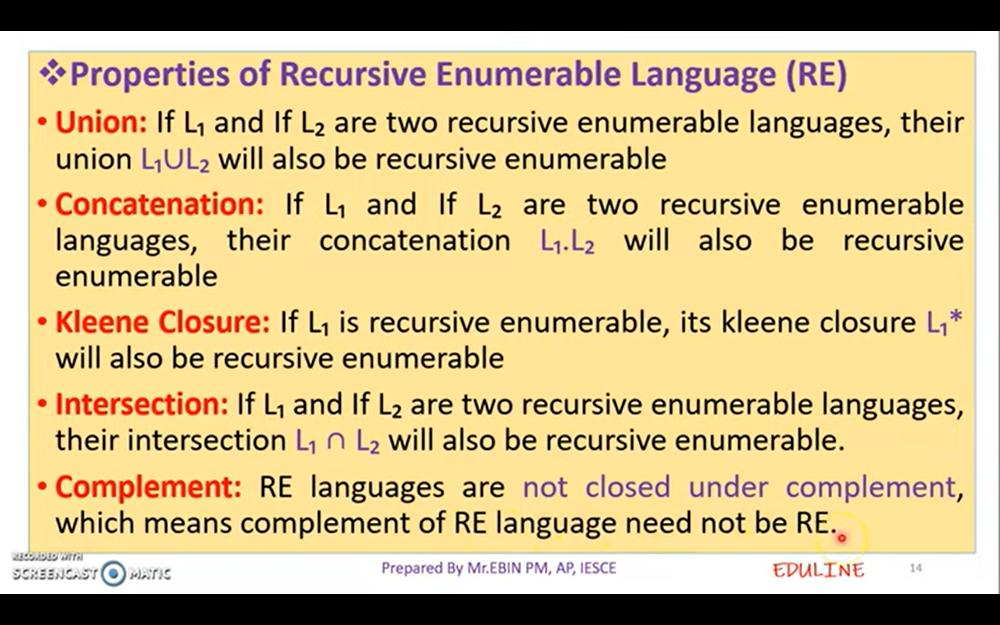 ❖Properties of Recursive Enumerable Language (RE)
• Union: If L₁ and If L₂ are two recursive enumerable languages, their
union L₁∪L₂ will also be recursive enumerable
• Concatenation: If L₁ and If L₂ are two recursive enumerable
languages, their concatenation L₁.L₂ will also be recursive
enumerable
• Kleene Closure: If L₁ is recursive enumerable, its kleene closure L₁*
will also be recursive enumerable
• Intersection: If L₁ and If L₂ are two recursive enumerable languages,
their intersection L₁ ∩ L₂ will also be recursive enumerable.
• Complement: RE languages are not closed under complement,
which means complement of RE language need not be RE.
RECORDED WITH
SCREENCAST MATIC
Prepared By Mr.EBIN PM, AP, IESCE
EDULINE
14